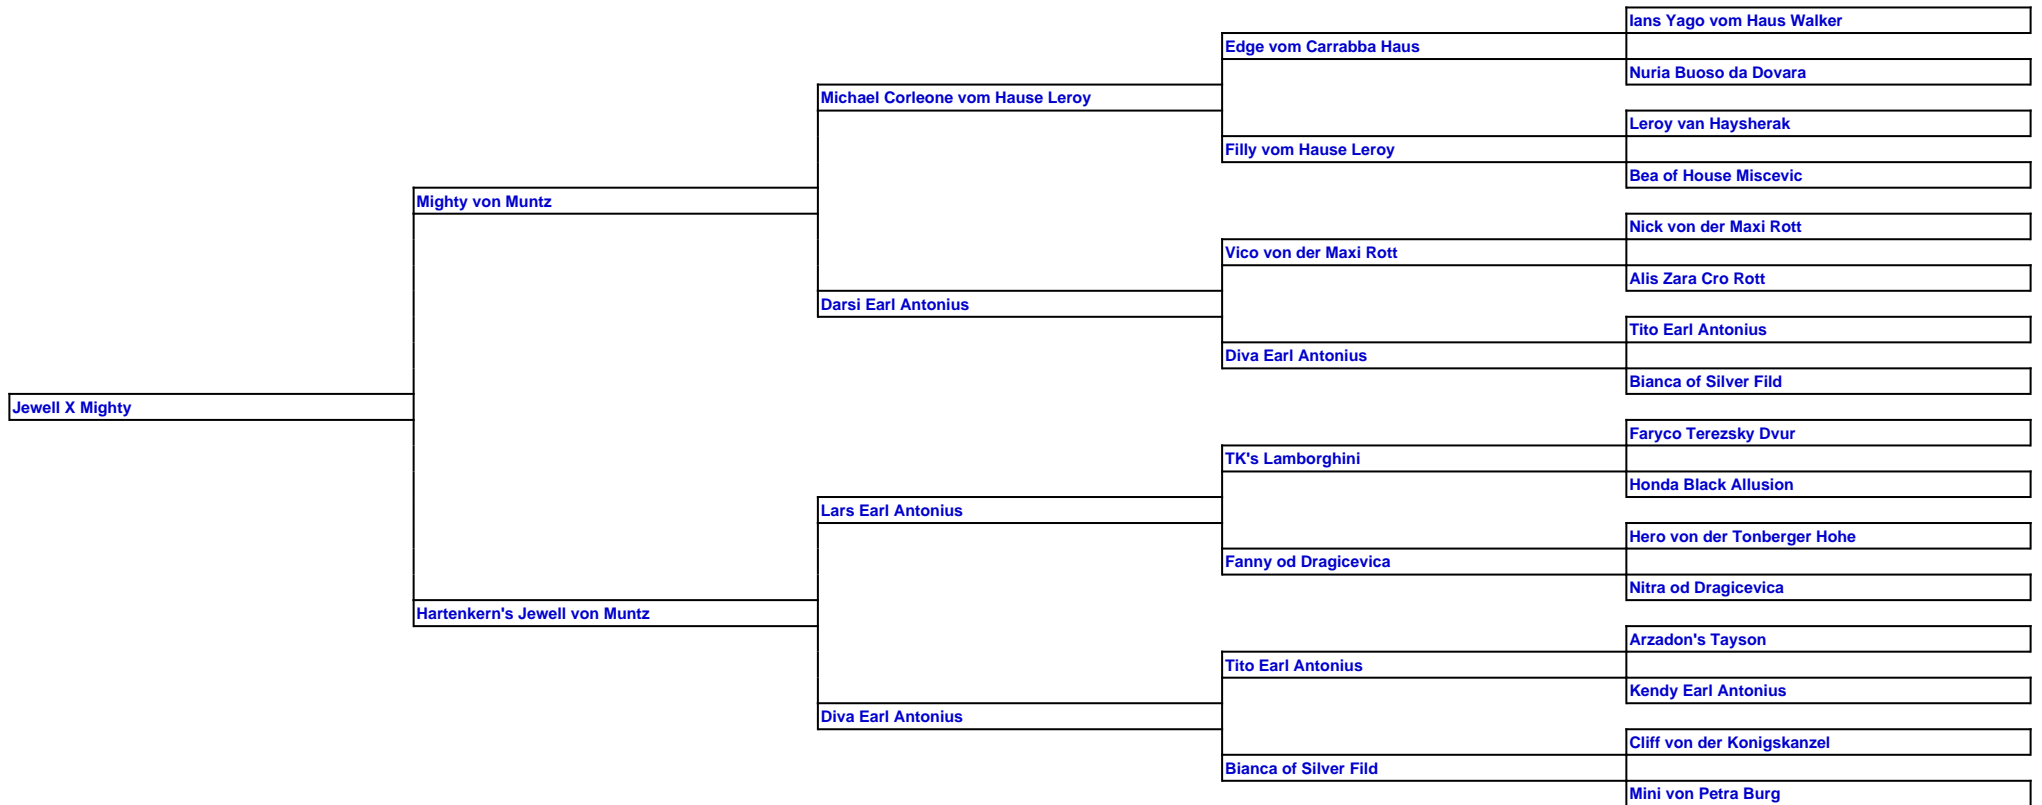 Ians Yago vom Haus Walker
Edge vom Carrabba Haus
Nuria Buoso da Dovara
Michael Corleone vom Hause Leroy
Leroy van Haysherak
Filly vom Hause Leroy
Bea of House Miscevic
Mighty von Muntz
Nick von der Maxi Rott
Vico von der Maxi Rott
Alis Zara Cro Rott
Darsi Earl Antonius
Tito Earl Antonius
Diva Earl Antonius
Bianca of Silver Fild
Jewell X Mighty
Faryco Terezsky Dvur
TK's Lamborghini
Honda Black Allusion
Lars Earl Antonius
Hero von der Tonberger Hohe
Fanny od Dragicevica
Nitra od Dragicevica
Hartenkern's Jewell von Muntz
Arzadon's Tayson
Tito Earl Antonius
Kendy Earl Antonius
Diva Earl Antonius
Cliff von der Konigskanzel
Bianca of Silver Fild
Mini von Petra Burg